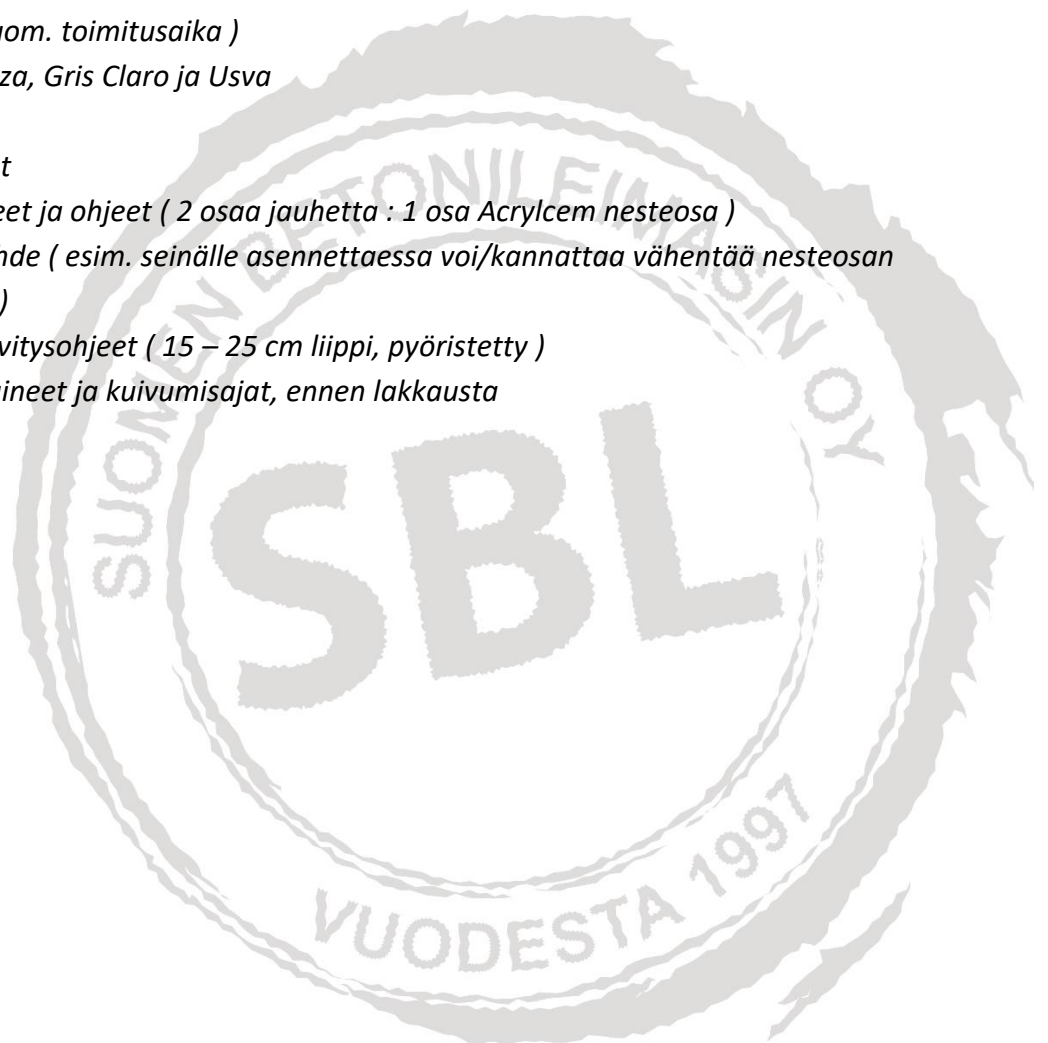 uom. toimitusaika )
za, Gris Claro ja Usva
t
eet ja ohjeet ( 2 osaa jauhetta : 1 osa Acrylcem nesteosa )
hde ( esim. seinälle asennettaessa voi/kannattaa vähentää nesteosan
)
vitysohjeet ( 15 – 25 cm liippi, pyöristetty )
ineet ja kuivumisajat, ennen lakkausta
SUOMEN BETONILEIMASIN OY
SBL
VUODESTA 1997